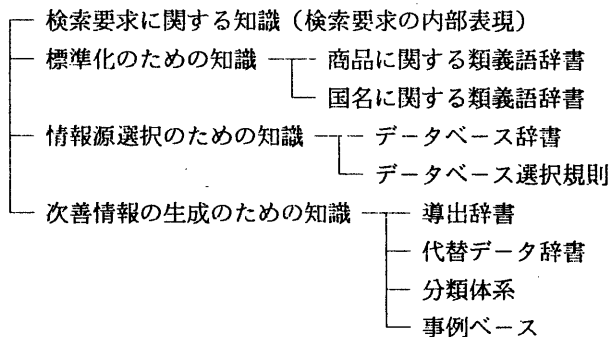 検索要求に関する知識（検索要求の内部表現）
標準化のための知識 商品に関する類義語辞書
国名に関する類義語辞書
情報源選択のための知識 データベース辞書
データベース選択規則
次善情報の生成のための知識 導出辞書
代替データ辞書
分類体系
事例ベース